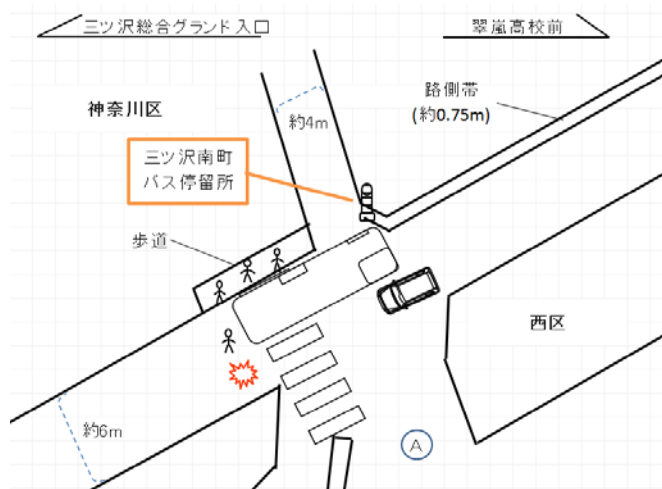 三ツ沢総合グランド入口
翠嵐高校前
神奈川区
約4m
路側帯
(約0.75m)
三ツ沢南町
バス停留所
歩道
西区
約6m
A